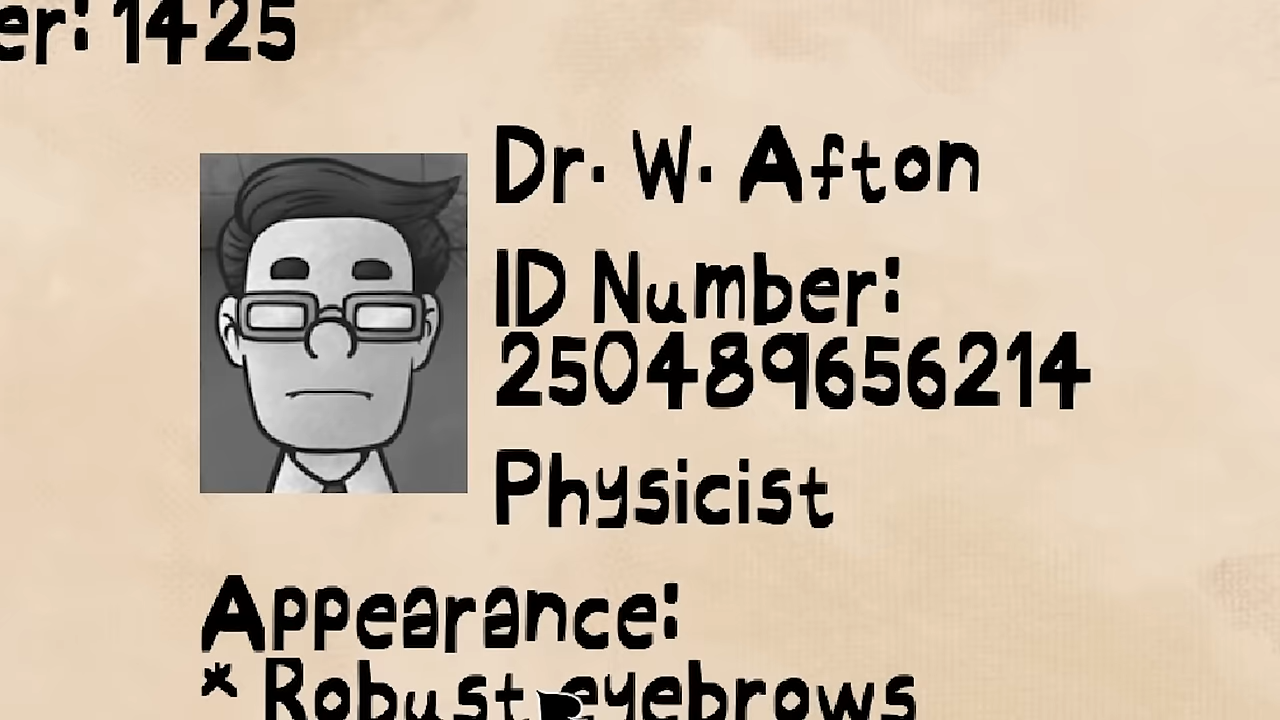 er: 1425
Dr. W. Afton
ID Number:
250489656214
Physicist
Appearance:
* Robust eyebrows